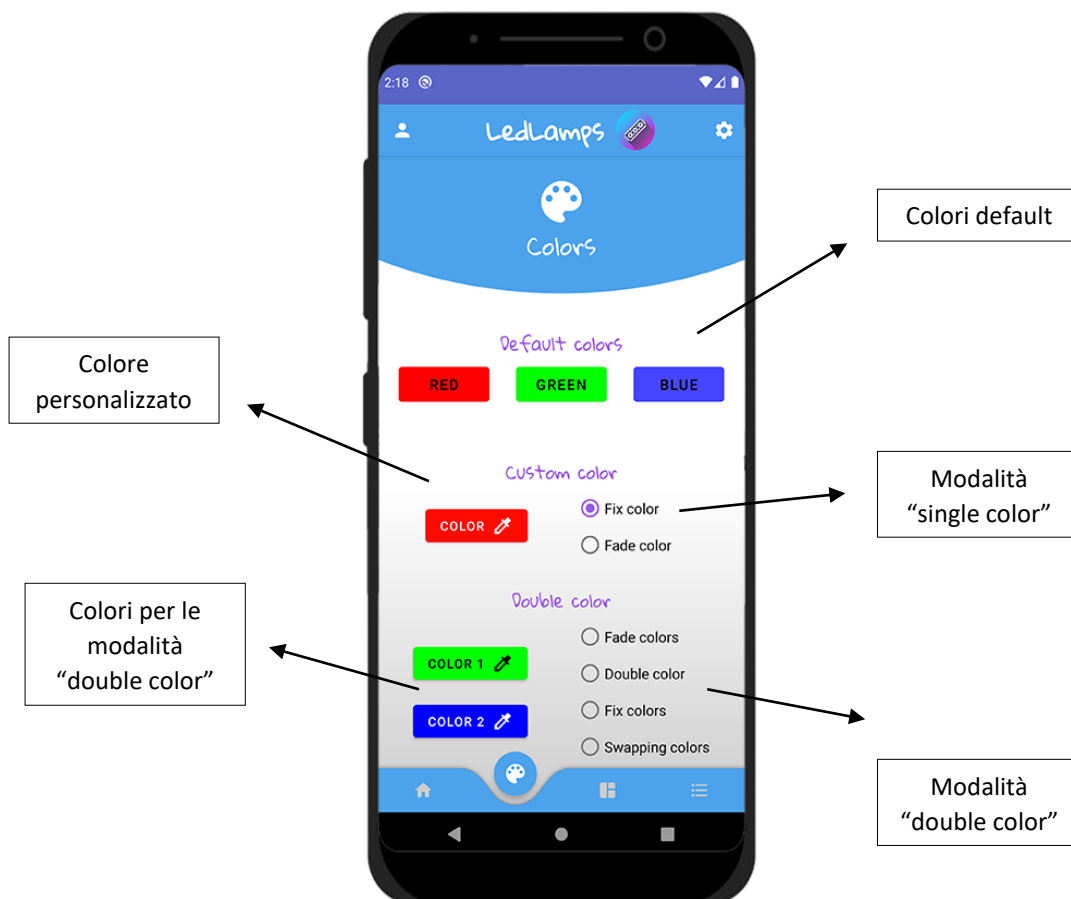 2:18
LedLamps
Colors
Colori default
Default colors
RED GREEN BLUE
Colore
personalizzato
Custom color
COLOR
Fix color
Fade color
Modalità
“single color”
Double color
COLOR 1
COLOR 2
Fade colors
Double color
Fix colors
Swapping colors
Colori per le
modalità
“double color”
Modalità
“double color”